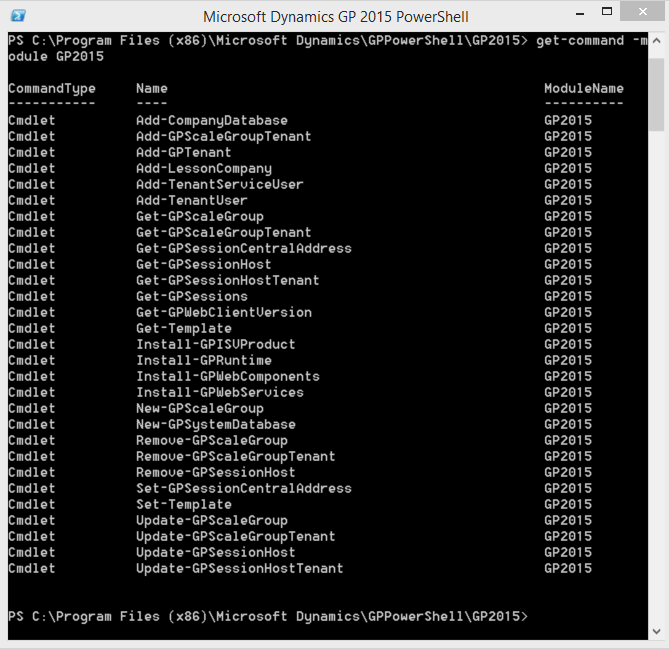 Microsoft Dynamics GP 2015 PowerShell
PS C:\Program Files (x86)\Microsoft Dynamics\GPPowerShell\GP2015> get-command -m
odule GP2015
CommandType Name ModuleName
----------- ---- ----------
Cmdlet Add-CompanyDatabase GP2015
Cmdlet Add-GPScaleGroupTenant GP2015
Cmdlet Add-GPTenant GP2015
Cmdlet Add-LessonCompany GP2015
Cmdlet Add-TenantServiceUser GP2015
Cmdlet Add-TenantUser GP2015
Cmdlet Get-GPScaleGroup GP2015
Cmdlet Get-GPScaleGroupTenant GP2015
Cmdlet Get-GPSessionCentralAddress GP2015
Cmdlet Get-GPSessionHost GP2015
Cmdlet Get-GPSessionHostTenant GP2015
Cmdlet Get-GPSessions GP2015
Cmdlet Get-GPWebClientVersion GP2015
Cmdlet Get-Template GP2015
Cmdlet Install-GPISVProduct GP2015
Cmdlet Install-GPRuntime GP2015
Cmdlet Install-GPWebComponents GP2015
Cmdlet Install-GPWebServices GP2015
Cmdlet New-GPScaleGroup GP2015
Cmdlet New-GPSystemDatabase GP2015
Cmdlet Remove-GPScaleGroup GP2015
Cmdlet Remove-GPScaleGroupTenant GP2015
Cmdlet Remove-SessionHost GP2015
Cmdlet Set-GPSessionCentralAddress GP2015
Cmdlet Set-Template GP2015
Cmdlet Update-GPScaleGroup GP2015
Cmdlet Update-GPScaleGroupTenant GP2015
Cmdlet Update-GPSessionHost GP2015
Cmdlet Update-GPSessionHostTenant GP2015
PS C:\Program Files (x86)\Microsoft Dynamics\GPPowerShell\GP2015>